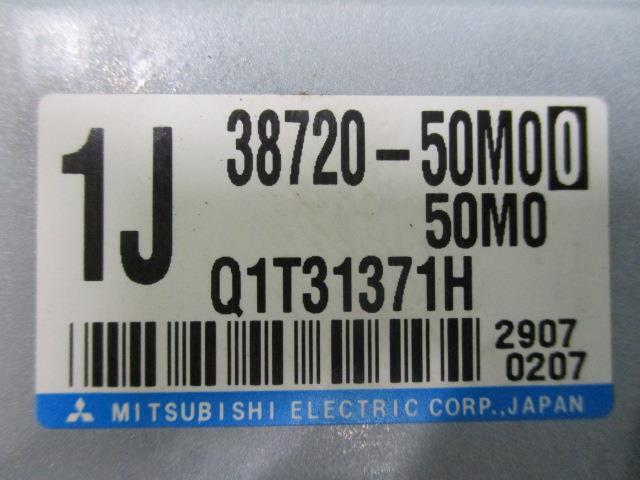 1J
38720-50M00
50M0
Q1T31371H
2907
0207
MITSUBISHI ELECTRIC CORP., JAPAN